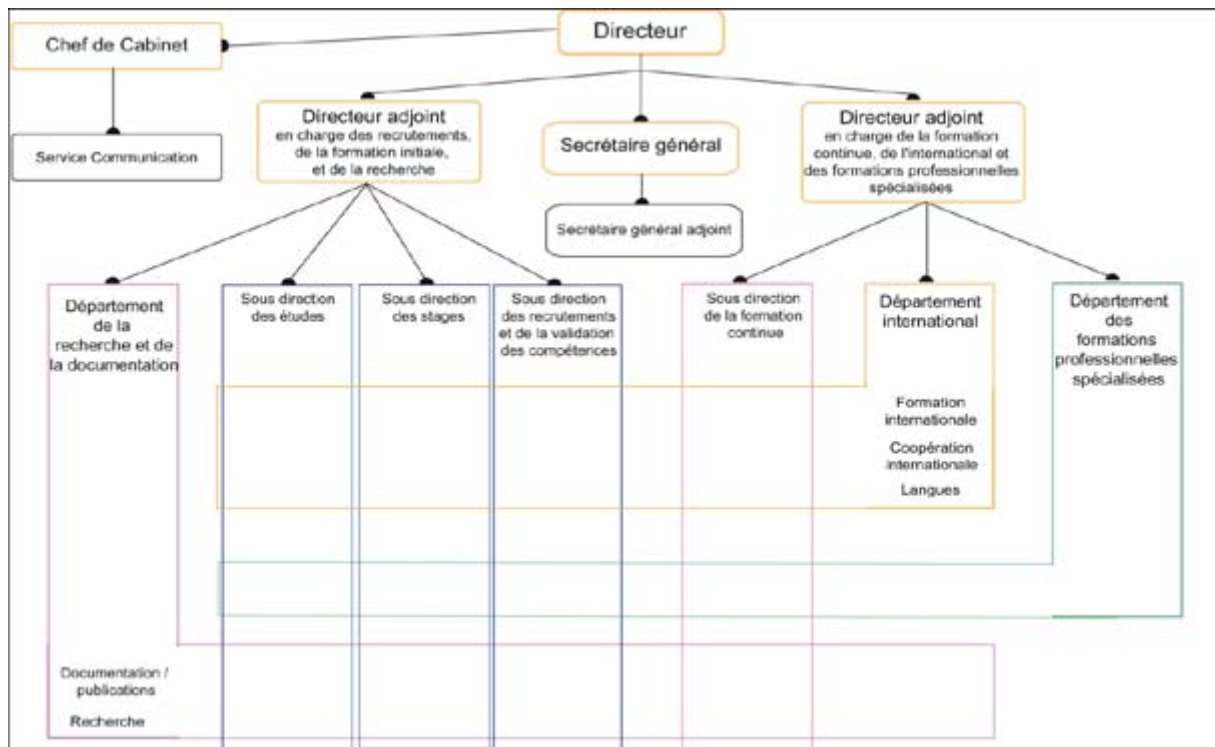 Directeur
Chef de Cabinet
Service Communication
Directeur adjoint
en charge des recrutements,
de la formation initiale,
et de la recherche
Secrétaire général
Secrétaire général adjoint
Directeur adjoint
en charge de la formation
continue, de l'international et
des formations professionnelles
spécialisées
Département
de la
recherche et de
la documentation
Sous direction
des études
Sous direction
des stages
Sous direction
des recrutements
et de la validation
des compétences
Sous direction
de la formation
continue
Département
international
Département
des
formations
professionnelles
spécialisées
Formation
internationale
Coopération
internationale
Langues
Documentation /
publications
Recherche